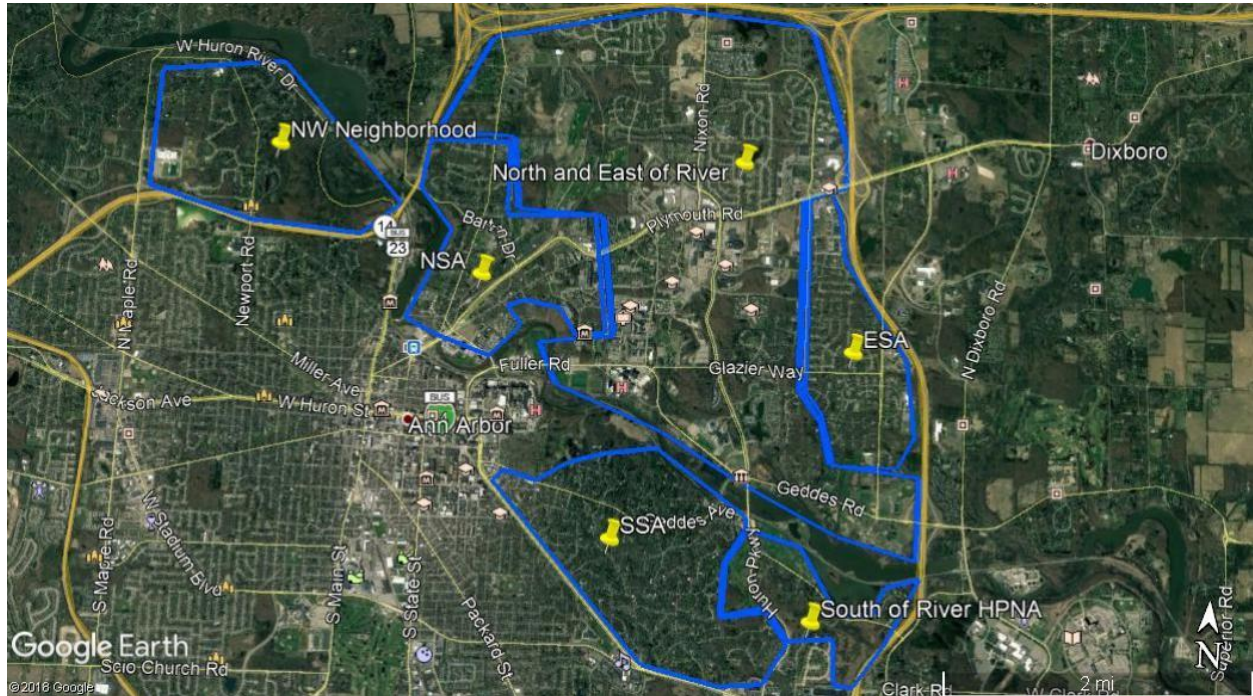 W Huron River Dr
NW Neighborhood
North and East of River
Nixon Rd
Dixboro
Plymouth Rd
14
BUS
23
NSA
N Maple Rd
Newport Rd
Miller Ave
Fuller Rd
Glazier Way
ESA
N Dixboro Rd
Jackson Ave
W Huron St
BUS
Ann Arbor
Geddes Rd
Geddes Ave
SSA
Huron Pkwy
South of River HPNA
S Maple Rd
W Stadium Blvd
S Main St
S State St
Packard St
Superior Rd
N
Google Earth
Scio Church Rd
©2018 Google
Clark Rd
2 mi